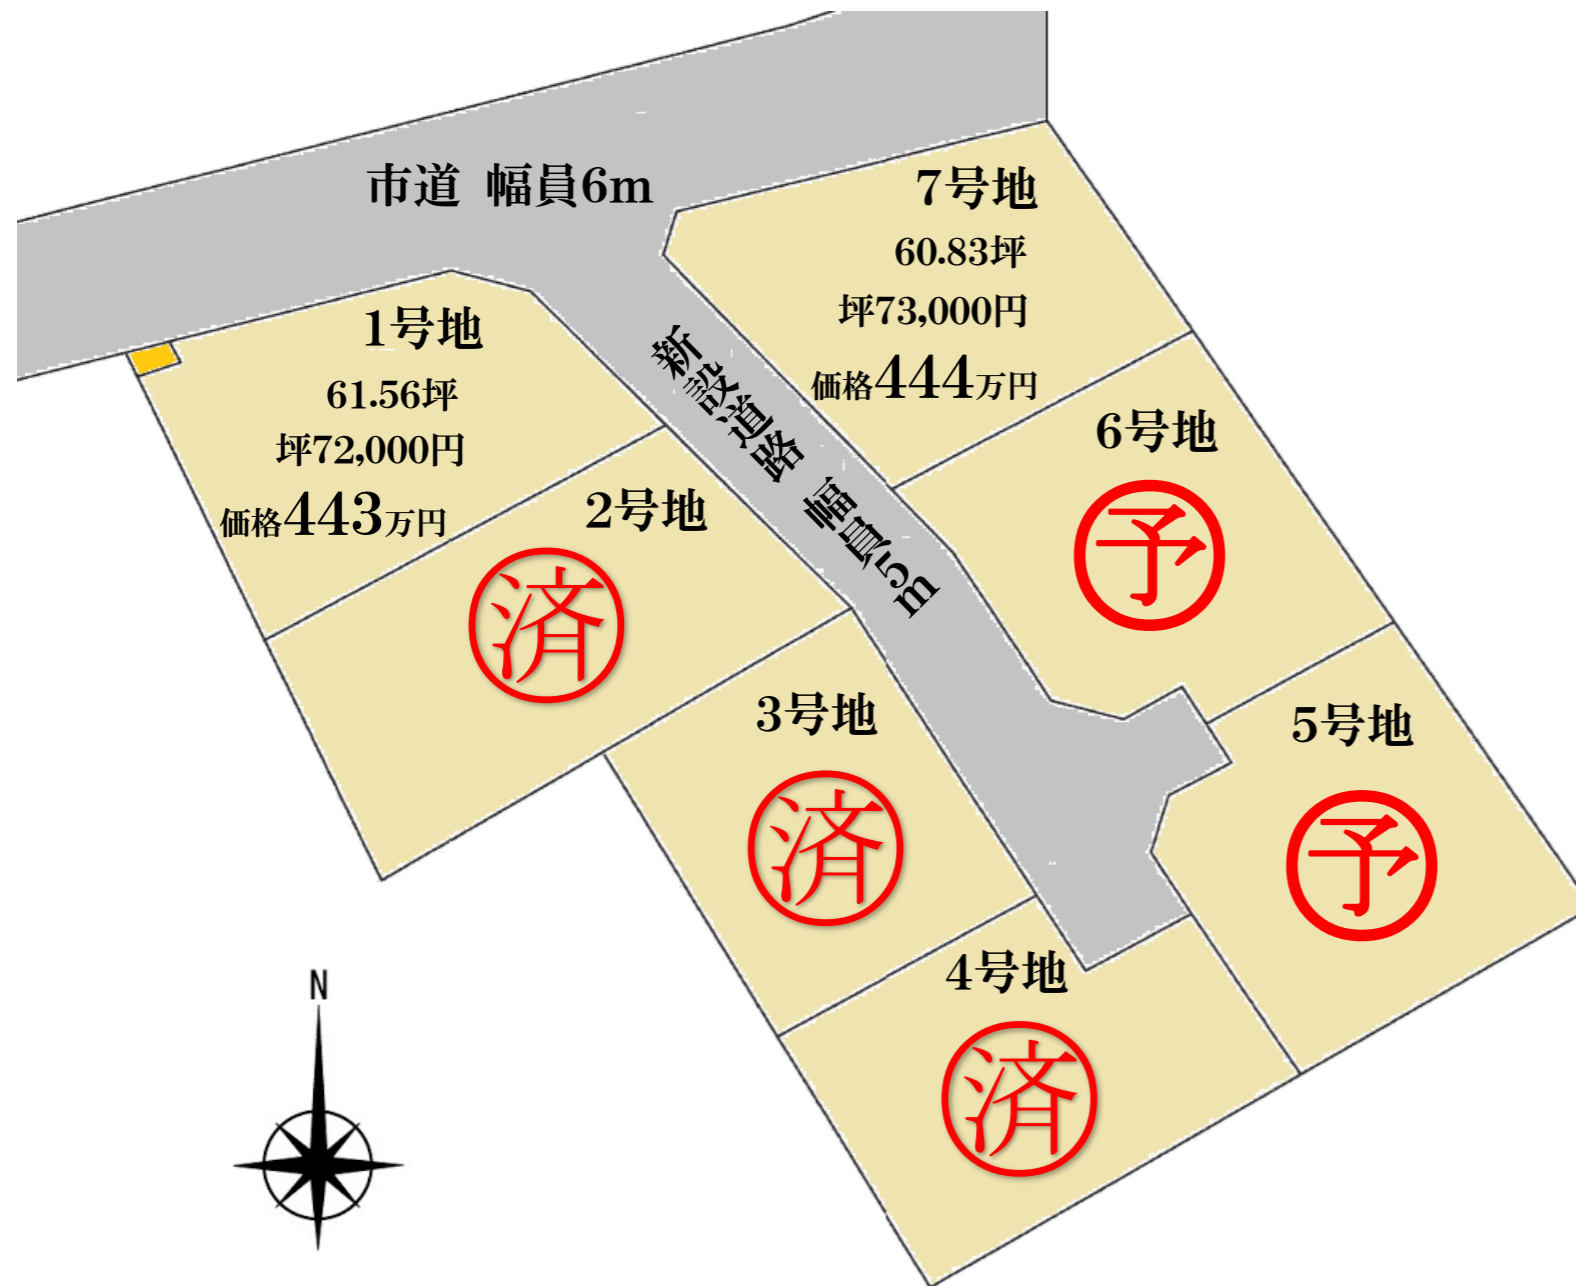 市道 幅員6m
7号地
60.83坪
坪73,000円
価格444万円
1号地
61.56坪
坪72,000円
価格443万円
新設道路 幅員5m
6号地
予
2号地
済
3号地
済
5号地
予
4号地
済
N